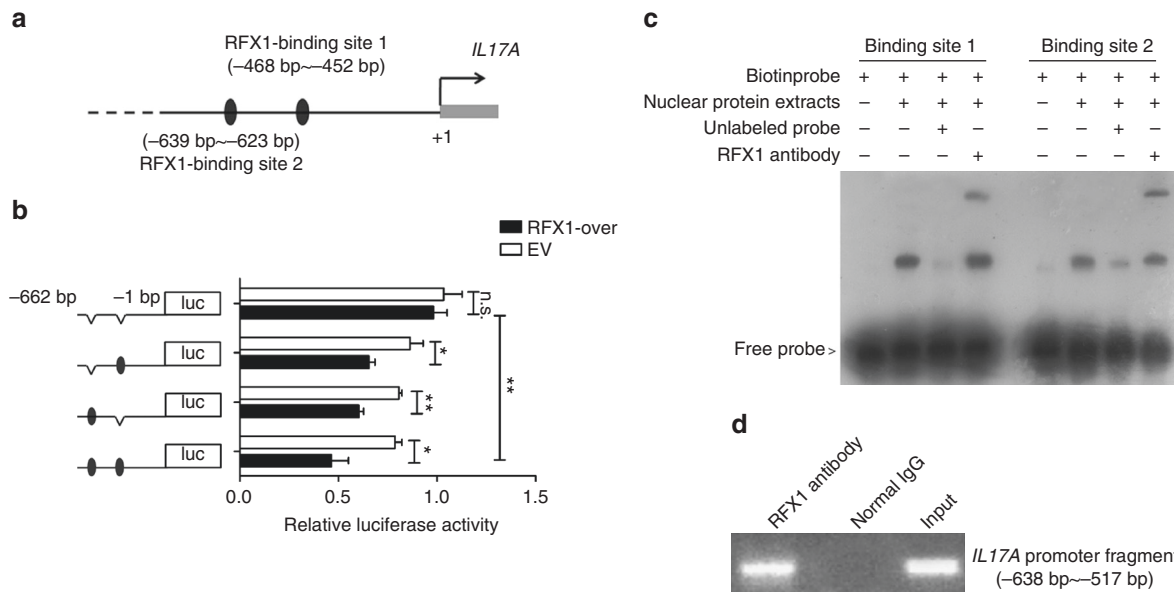 a
RFX1-binding site 1
(–468 bp~–452 bp)
IL17A
+1
(–639 bp~–623 bp)
RFX1-binding site 2
b
RFX1-over
EV
–662 bp –1 bp
luc
n.s.
luc
*
**
luc
**
luc
*
0.0 0.5 1.0 1.5
Relative luciferase activity
c
Binding site 1 Binding site 2
Biotinprobe + + + + + + + +
Nuclear protein extracts – + + + – + + +
Unlabeled probe – – + – – – + –
RFX1 antibody – – – + – – – +
Free probe >
d
RFX1 antibody
Normal IgG
Input
IL17A promoter fragment
(–638 bp~–517 bp)